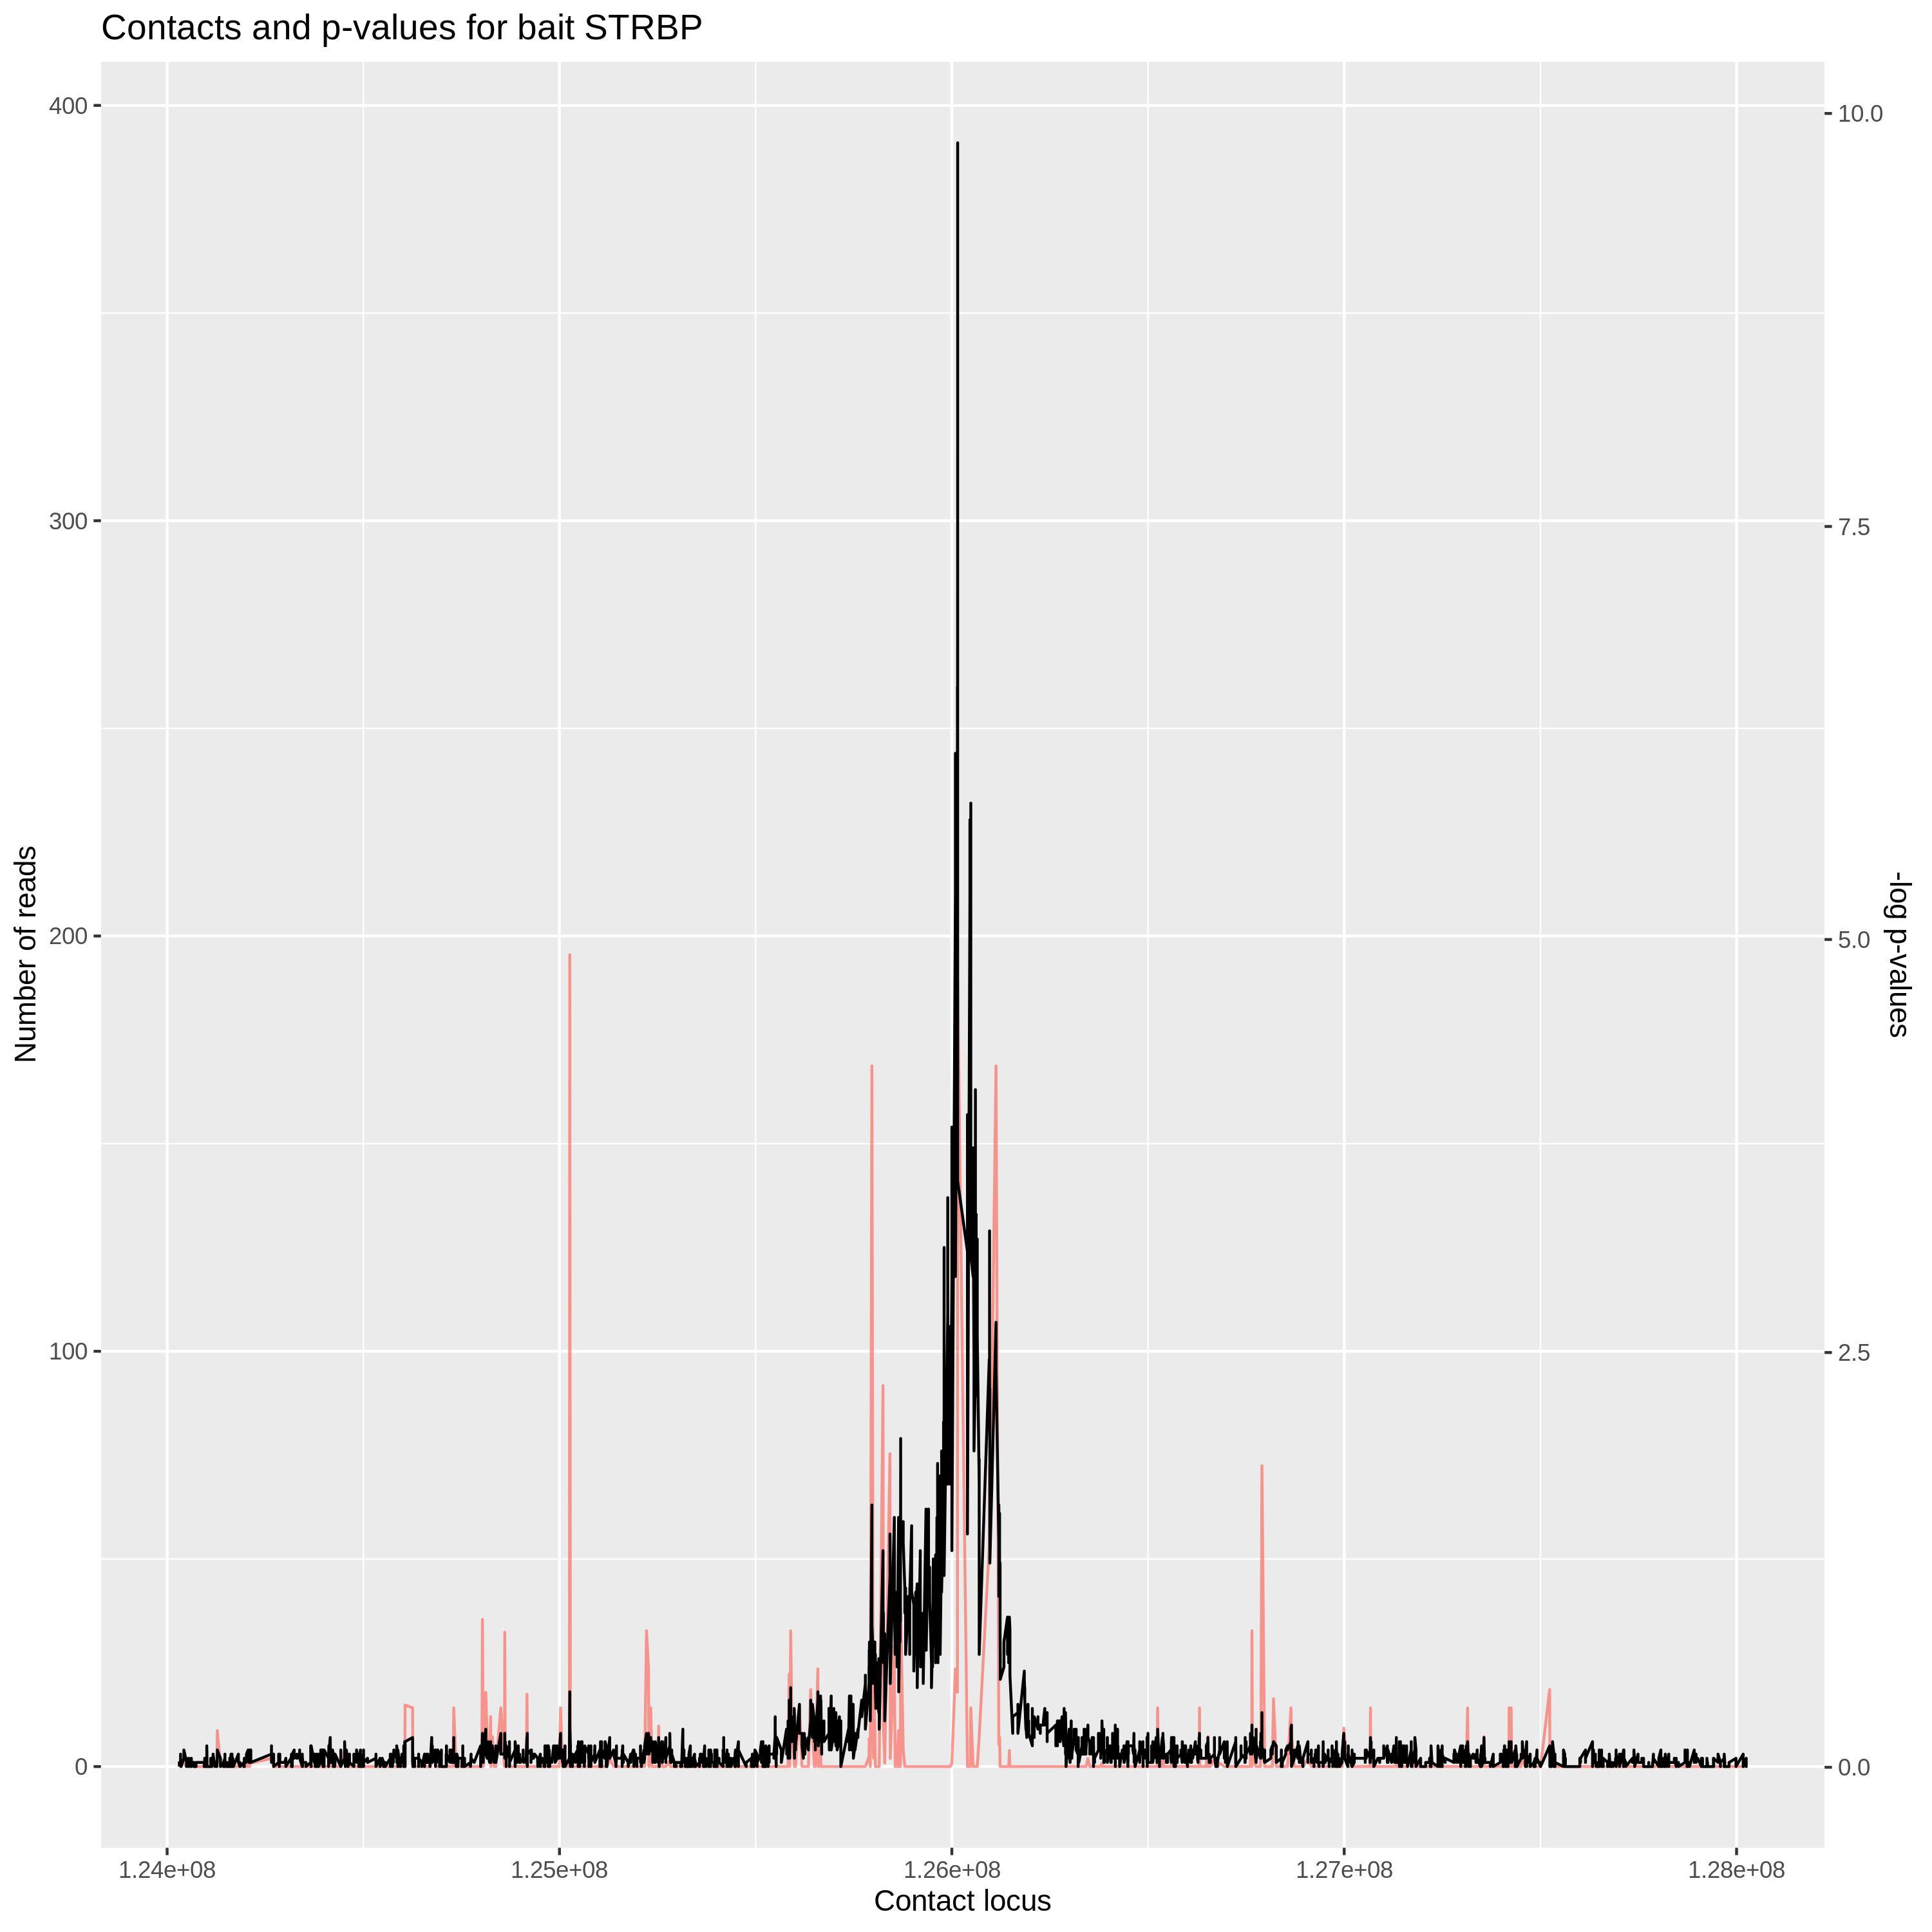 Contacts and p-values for bait STRBP
400
300
200
100
0
10.0
7.5
5.0
2.5
0.0
Number of reads
-log p-values
1.24e+08
1.25e+08
1.26e+08
1.27e+08
1.28e+08
Contact locus